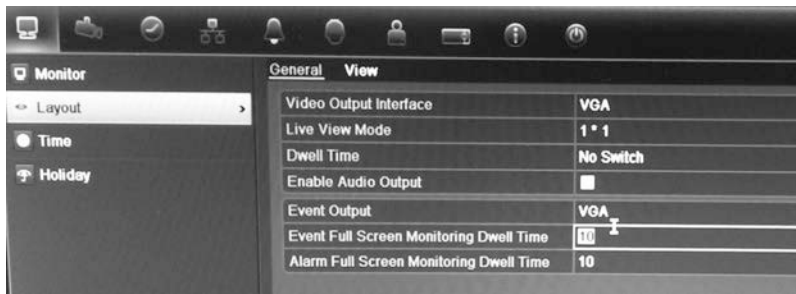 General View
Monitor
Layout
Time
Holiday
Video Output Interface VGA
Live View Mode 1 * 1
Dwell Time No Switch
Enable Audio Output
Event Output VGA
Event Full Screen Monitoring Dwell Time 10
Alarm Full Screen Monitoring Dwell Time 10